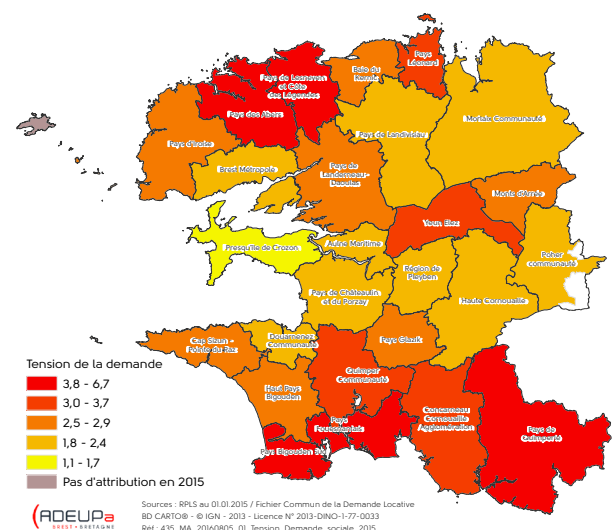 Pays
Léonard
Baie du
Kernic
Pays de Lesneven
et Côte
des Légendes
Morlaix Communauté
Pays des Abers
Pays de Landivisiau
Pays d'Iroise
Brest Métropole
Pays de
Landerneau-
Daoulas
Monts d'Arrée
Yeun Elez
Presqu'île de Crozon
Aulne Maritime
Poher
communauté
Région de
Pleyben
Pays de Châteaulin
et du Porzay
Haute Cornouaille
Cap Sizun -
Pointe du Raz
Douarnenez
Communauté
Pays Glazik
Quimper
Communauté
Haut Pays
Bigouden
Concarneau
Cornouaille
Agglomération
Pays
Fouesnantais
Pays de
Quimperlé
Pays Bigouden Sud
Tension de la demande
3,8 - 6,7
3,0 - 3,7
2,5 - 2,9
1,8 - 2,4
1,1 - 1,7
Pas d'attribution en 2015
ADEUPa
BREST • BRETAGNE
Sources : RPLS au 01.01.2015 / Fichier Commun de la Demande Locative
BD CARTO® - © IGN - 2013 - Licence N° 2013-DINO-1-77-0033
Réf : 435_MA_20160805_01_Tension_Demande_sociale_2015